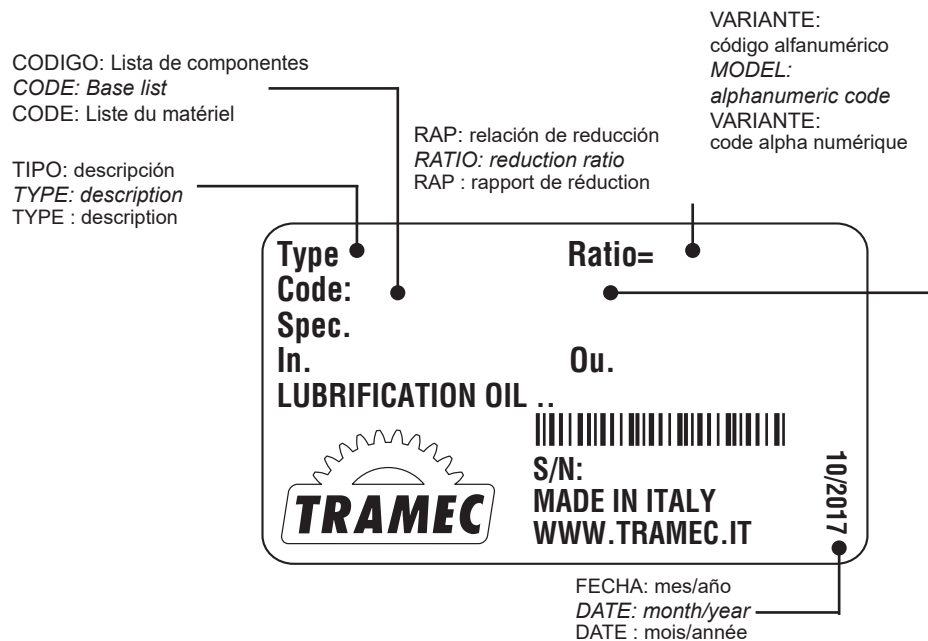 VARIANTE:
código alfanumérico
MODEL:
alphanumeric code
VARIANTE:
code alpha numérique
CODIGO: Lista de componentes
CODE: Base list
CODE: Liste du matériel
RAP: relación de reducción
RATIO: reduction ratio
RAP : rapport de réduction
TIPO: descripción
TYPE: description
TYPE : description
Type
Ratio=
Code:
Spec.
In.
Ou.
LUBRIFICATION OIL ..
S/N:
MADE IN ITALY
WWW.TRAMEC.IT
TRAMEC
10/2017
FECHA: mes/año
DATE: month/year
DATE : mois/année